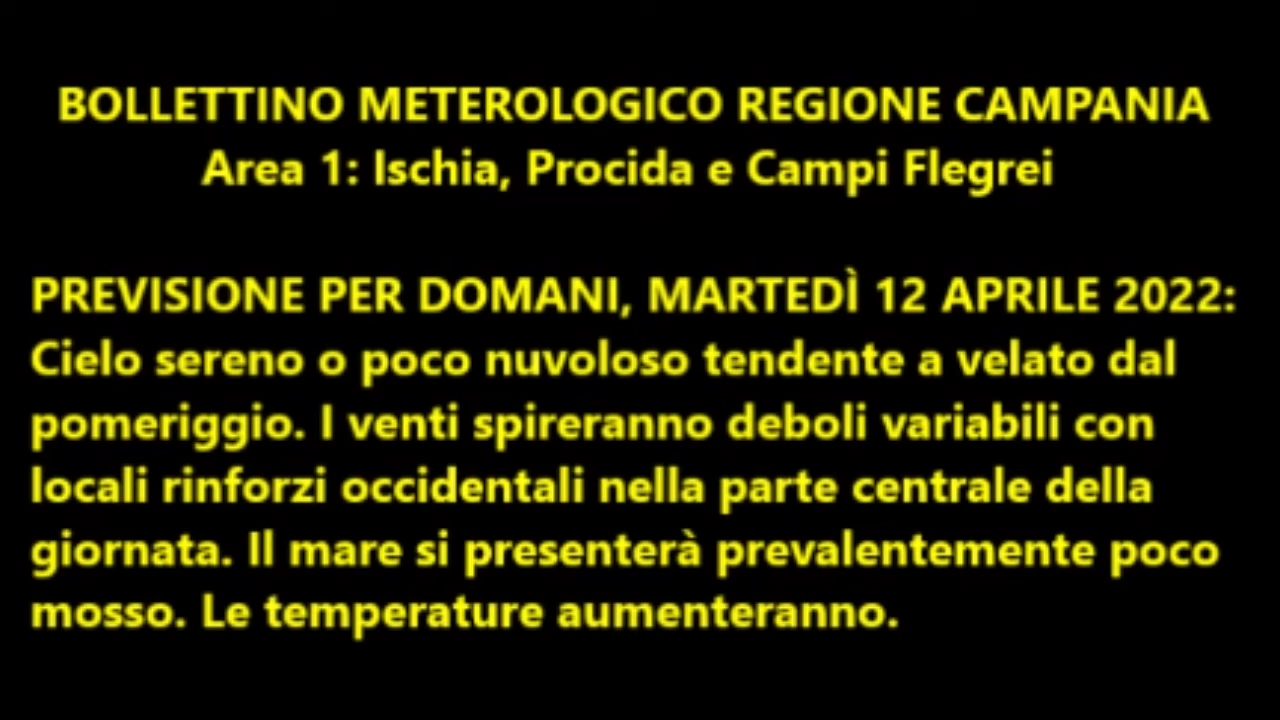 BOLLETTINO METEROLOGICO REGIONE CAMPANIA
Area 1: Ischia, Procida e Campi Flegrei
PREVISIONE PER DOMANI, MARTEDÌ 12 APRILE 2022:
Cielo sereno o poco nuvoloso tendente a velato dal
pomeriggio. I venti spireranno deboli variabili con
locali rinforzi occidentali nella parte centrale della
giornata. Il mare si presenterà prevalentemente poco
mosso. Le temperature aumenteranno.